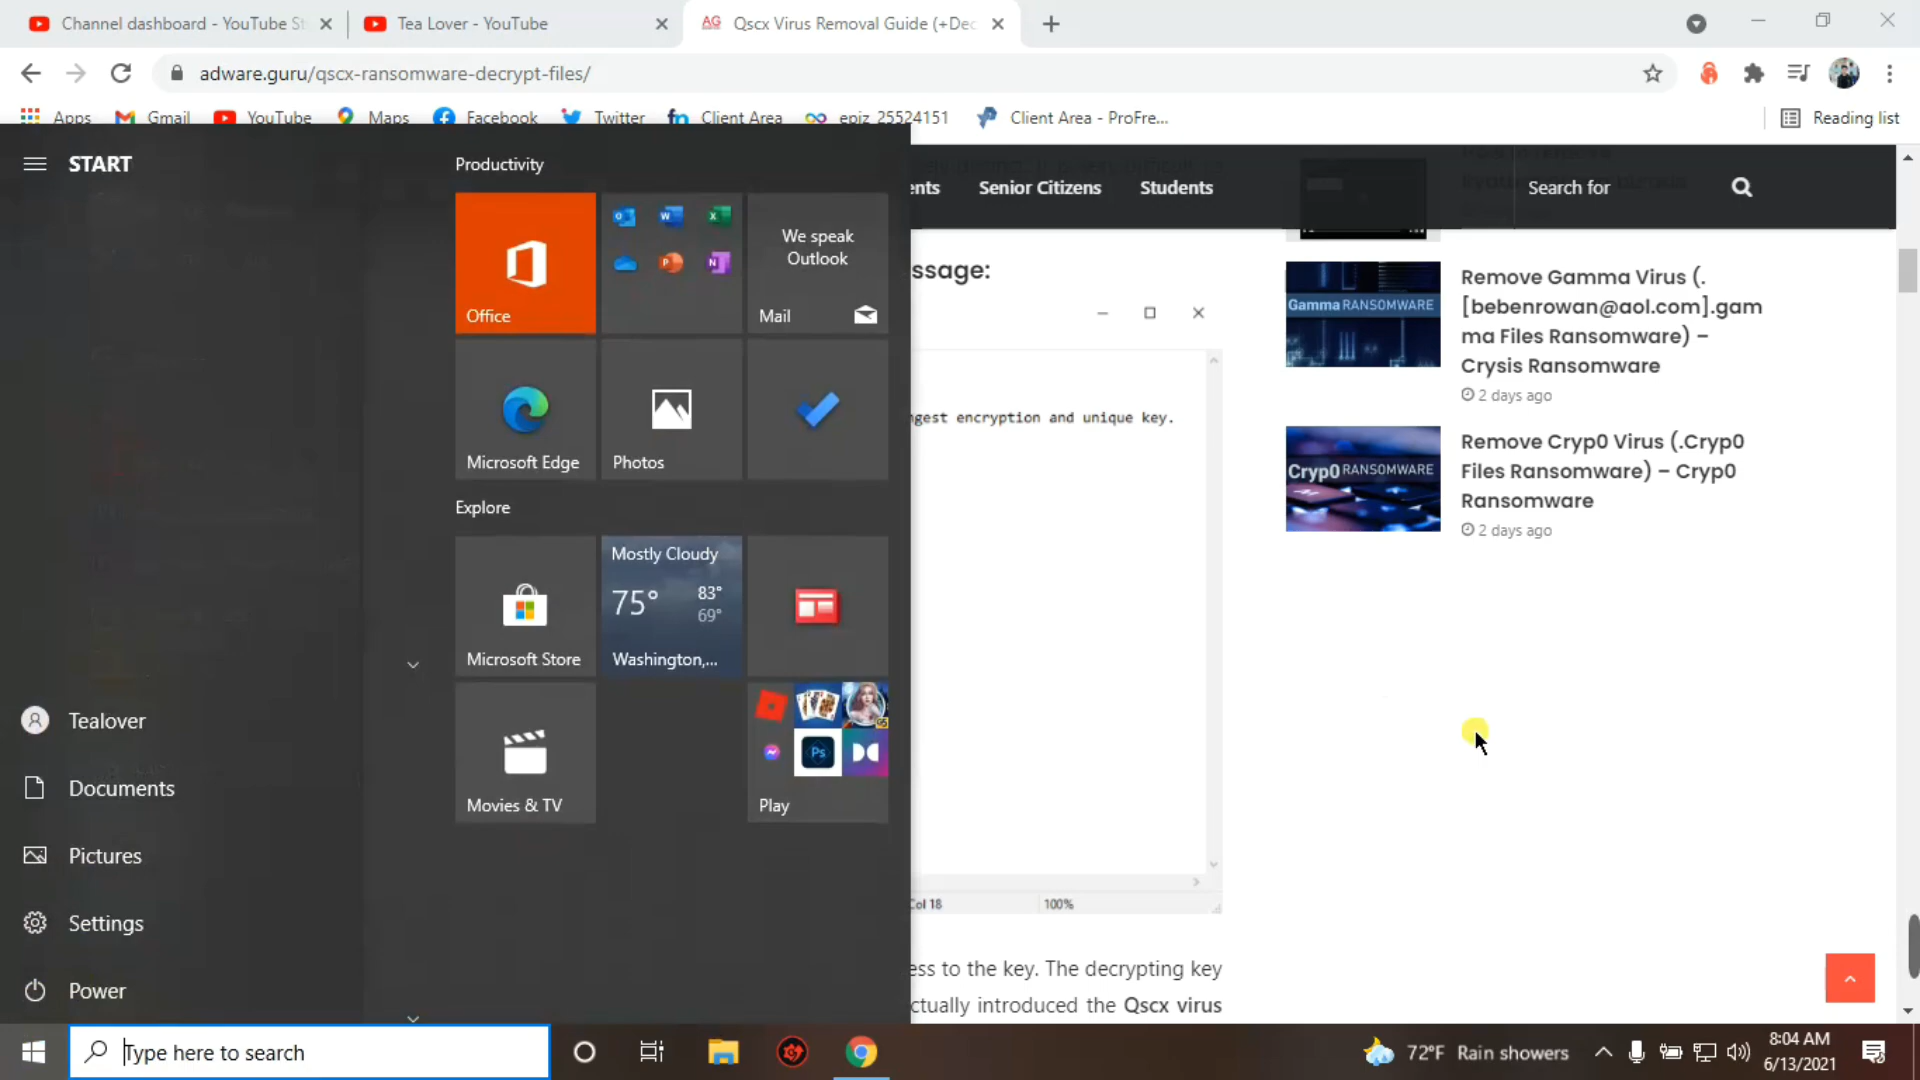 Channel dashboard - YouTube St
Tea Lover - YouTube
AG
Qscx Virus Removal Guide (+Dec
adware.guru/qscx-ransomware-decrypt-files/
Apps
Gmail
YouTube
Maps
Facebook
Twitter
Client Area
epiz_25524151
Client Area - ProFre...
Reading list
START
Productivity
Office
We speak
Outlook
Mail
Microsoft Edge
Photos
Explore
Microsoft Store
Mostly Cloudy
75° 83°
69°
Washington,...
Movies & TV
Ps
Play
Tealover
Documents
Pictures
Settings
Power
ents
Senior Citizens
Students
Search for
ssage:
ngest encryption and unique key.
Col 18
100%
ess to the key. The decrypting key
ctually introduced the Qscx virus
Gamma RANSOMWARE
Remove Gamma Virus (.
[bebenrowan@aol.com].gam
ma Files Ransomware) –
Crysis Ransomware
2 days ago
Cryp0 RANSOMWARE
Remove Cryp0 Virus (.Cryp0
Files Ransomware) – Cryp0
Ransomware
2 days ago
Type here to search
72°F Rain showers
8:04 AM
6/13/2021